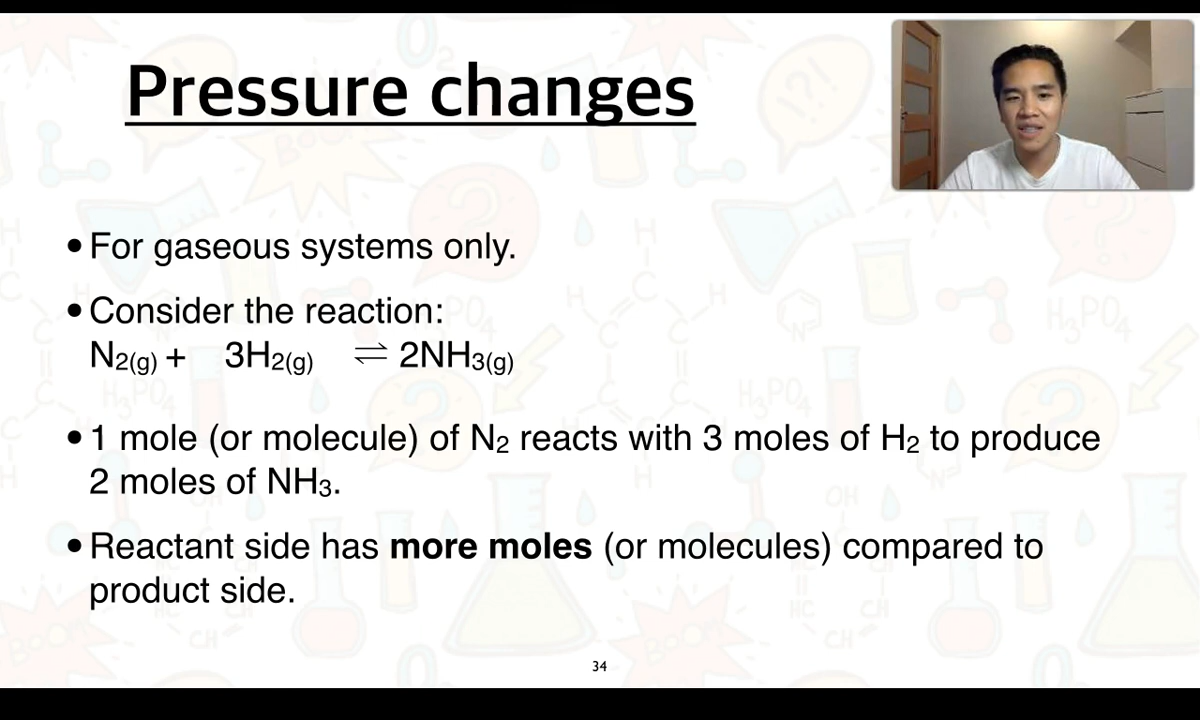 Pressure changes
•For gaseous systems only.
•Consider the reaction:
N2(g) + 3H2(g) ⇌ 2NH3(g)
•1 mole (or molecule) of N2 reacts with 3 moles of H2 to produce
2 moles of NH3.
•Reactant side has more moles (or molecules) compared to
product side.
34